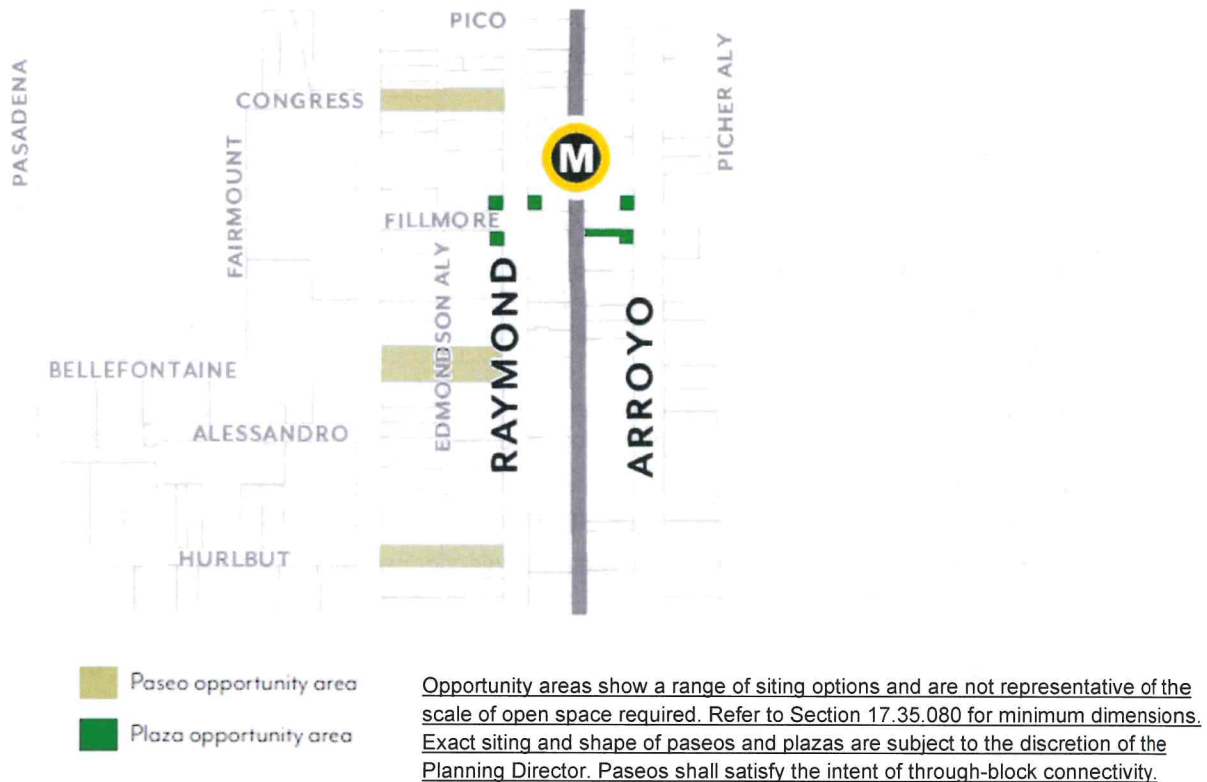 PICO
PASADENA
CONGRESS
PICHER ALY
M
FAIRMOUNT
FILLMORE
EDMONDSON ALY
RAYMOND
ARROYO
BELLEFONTAINE
ALESSANDRO
HURLBUT
Paseo opportunity area
Plaza opportunity area
Opportunity areas show a range of siting options and are not representative of the
scale of open space required. Refer to Section 17.35.080 for minimum dimensions.
Exact siting and shape of paseos and plazas are subject to the discretion of the
Planning Director. Paseos shall satisfy the intent of through-block connectivity.